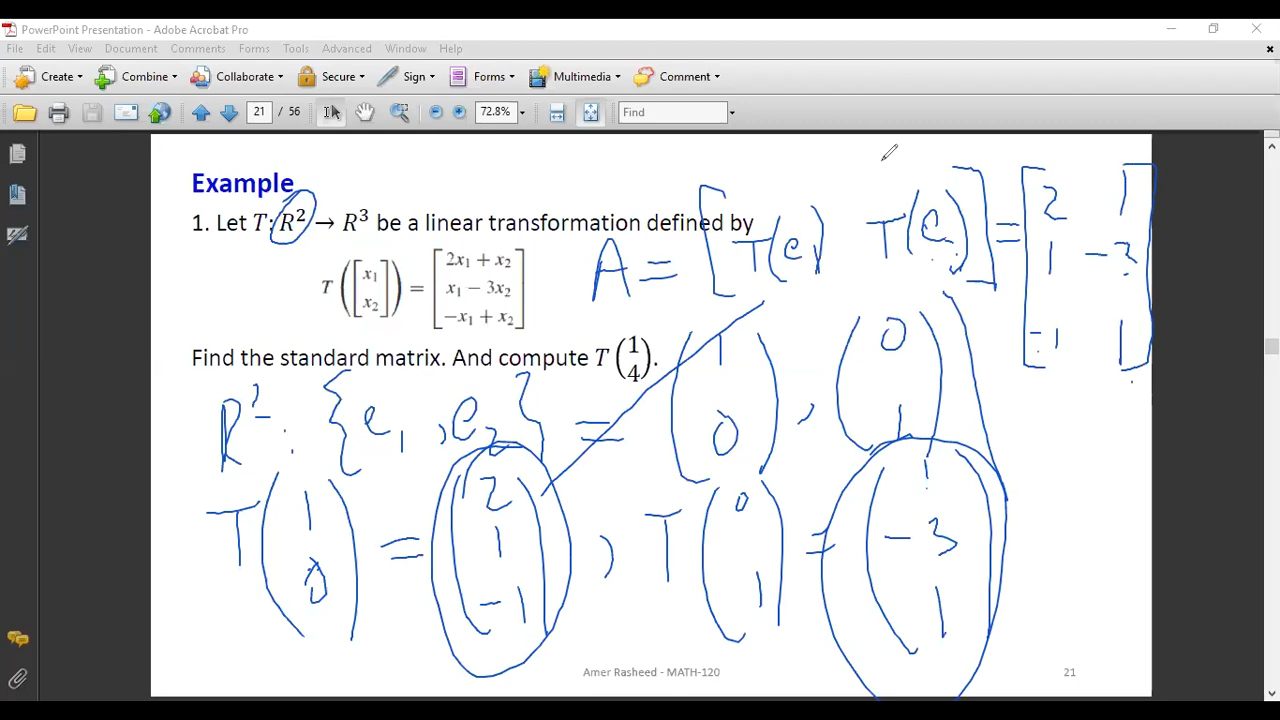 PowerPoint Presentation - Adobe Acrobat Pro
File Edit View Document Comments Forms Tools Advanced Window Help
Create Combine Collaborate Secure Sign Forms Multimedia Comment
21 / 56 72.8% Find
Example
1. Let T: R² → R³ be a linear transformation defined by
A = [ T(e₁) T(e₂) ] = [ 2 1
1 -3
-1 1 ]
T ( [ x₁
x₂ ] ) = [ 2x₁ + x₂
x₁ − 3x₂
−x₁ + x₂ ]
Find the standard matrix. And compute T (1
4).
R² : { e₁ , e₂ } = ( 1
0 ) , ( 0
1 )
T ( 1
0 ) = ( 2
1
-1 ) , T ( 0
1 ) = ( 1
-3
1 )
Amer Rasheed - MATH-120 21